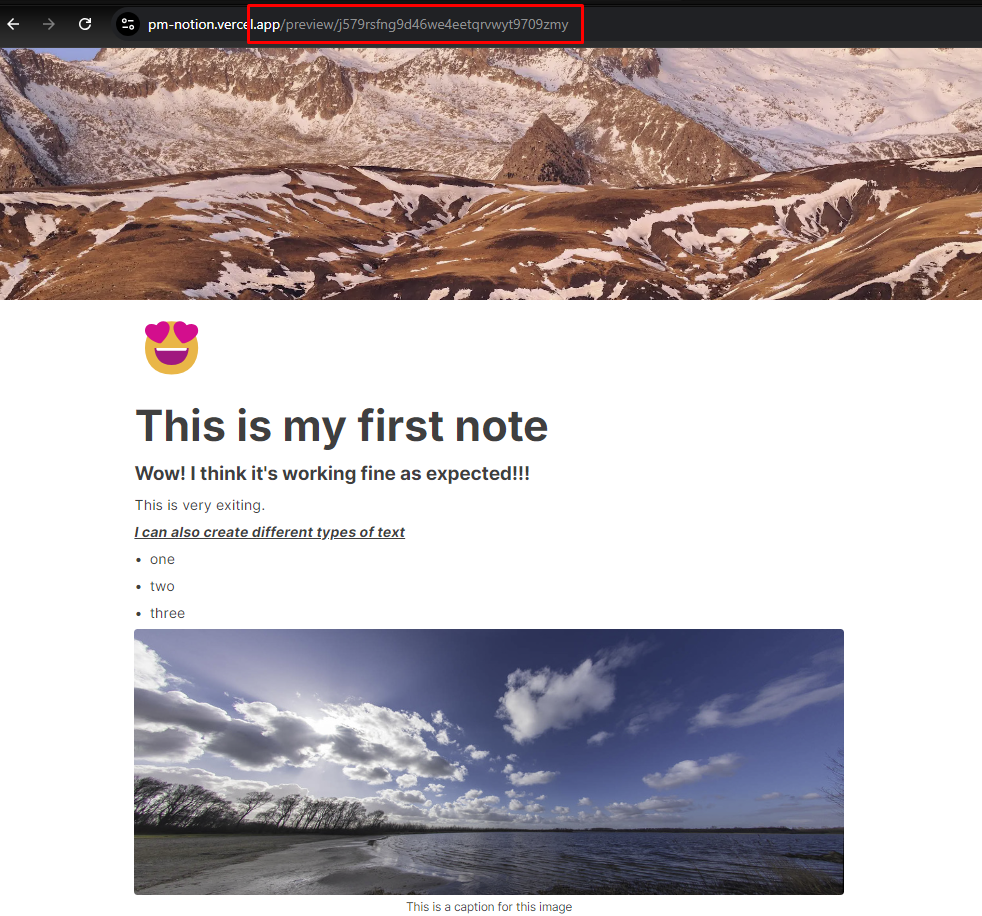 pm-notion.vercel.app/preview/j579rsfng9d46we4eetqrvwyt9709zmy
This is my first note
Wow! I think it's working fine as expected!!!
This is very exiting.
I can also create different types of text
• one
• two
• three
This is a caption for this image